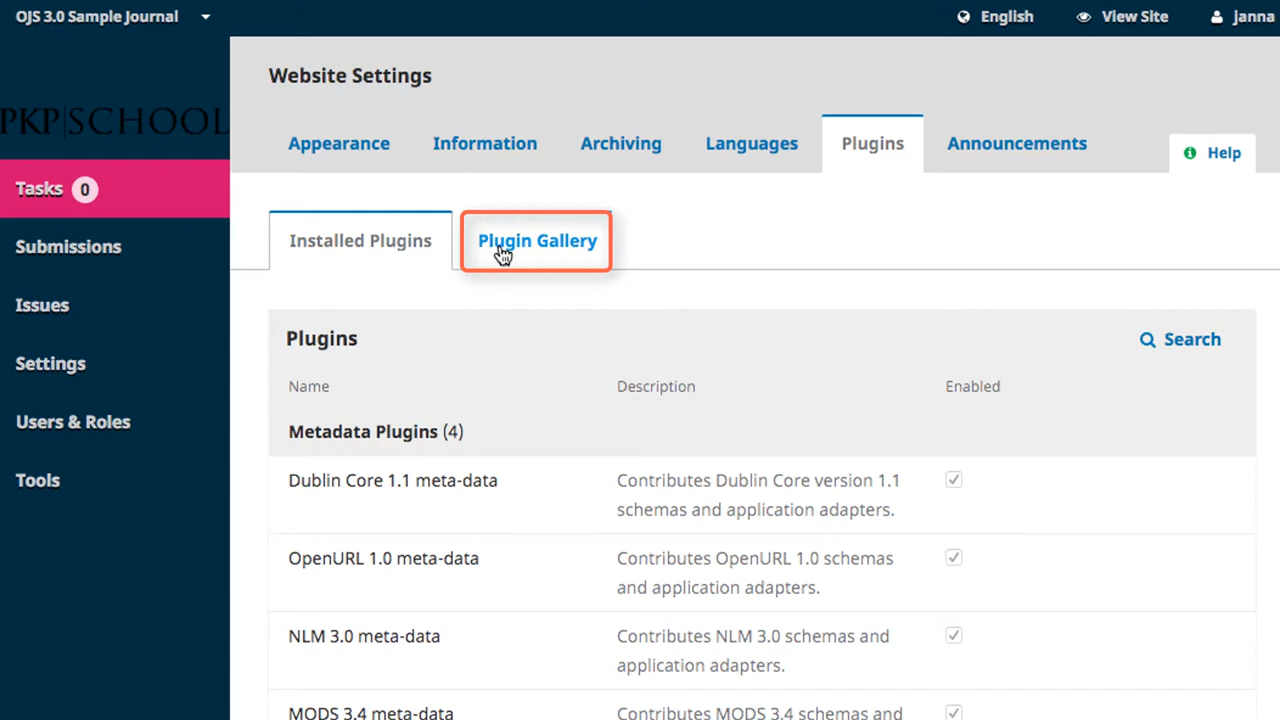 OJS 3.0 Sample Journal
English
View Site
Janna
PKP|SCHOOL
Tasks 0
Submissions
Issues
Settings
Users & Roles
Tools
Website Settings
Appearance Information Archiving Languages Plugins Announcements
Help
Installed Plugins Plugin Gallery
Plugins
Search
Name Description Enabled
Metadata Plugins (4)
Dublin Core 1.1 meta-data
Contributes Dublin Core version 1.1
schemas and application adapters.
OpenURL 1.0 meta-data
Contributes OpenURL 1.0 schemas
and application adapters.
NLM 3.0 meta-data
Contributes NLM 3.0 schemas and
application adapters.
MODS 3.4 meta-data
Contributes MODS 3.4 schemas and